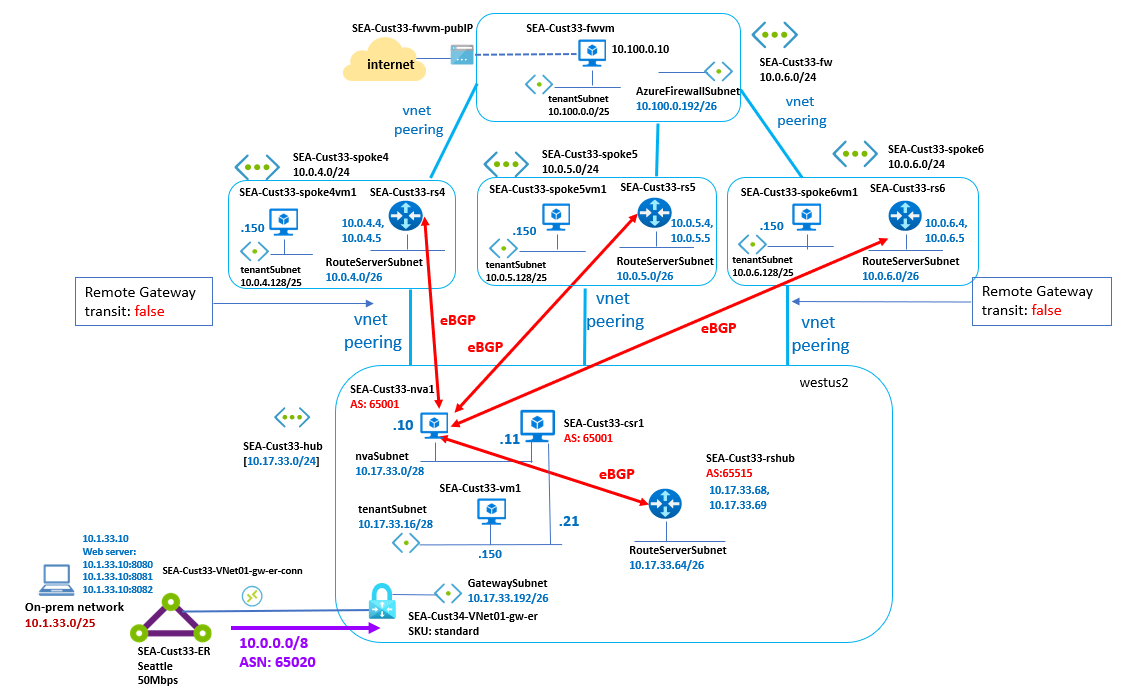 SEA-Cust33-fwvm-pubIP
SEA-Cust33-fwvm
10.100.0.10
internet
SEA-Cust33-fw
10.0.6.0/24
tenantSubnet
10.100.0.0/25
AzureFirewallSubnet
10.100.0.192/26
vnet
peering
vnet
peering
SEA-Cust33-spoke4
10.0.4.0/24
SEA-Cust33-spoke5
10.0.5.0/24
SEA-Cust33-spoke6
10.0.6.0/24
SEA-Cust33-spoke4vm1
SEA-Cust33-rs4
.150
10.0.4.4,
10.0.4.5
tenantSubnet
10.0.4.128/25
RouteServerSubnet
10.0.4.0/26
SEA-Cust33-spoke5vm1
SEA-Cust33-rs5
.150
10.0.5.4,
10.0.5.5
tenantSubnet
10.0.5.128/25
RouteServerSubnet
10.0.5.0/26
SEA-Cust33-spoke6vm1
SEA-Cust33-rs6
.150
10.0.6.4,
10.0.6.5
tenantSubnet
10.0.6.128/25
RouteServerSubnet
10.0.6.0/26
Remote Gateway
transit: false
vnet
peering
eBGP
eBGP
vnet
peering
eBGP
vnet
peering
Remote Gateway
transit: false
westus2
SEA-Cust33-nva1
AS: 65001
.10
SEA-Cust33-csr1
AS: 65001
.11
SEA-Cust33-hub
[10.17.33.0/24]
nvaSubnet
10.17.33.0/28
eBGP
SEA-Cust33-rshub
AS:65515
10.17.33.68,
10.17.33.69
SEA-Cust33-vm1
tenantSubnet
10.17.33.16/28
.21
.150
RouteServerSubnet
10.17.33.64/26
10.1.33.10
Web server:
10.1.33.10:8080
10.1.33.10:8081
10.1.33.10:8082
SEA-Cust33-VNet01-gw-er-conn
GatewaySubnet
10.17.33.192/26
On-prem network
10.1.33.0/25
SEA-Cust34-VNet01-gw-er
SKU: standard
SEA-Cust33-ER
Seattle
50Mbps
10.0.0.0/8
ASN: 65020